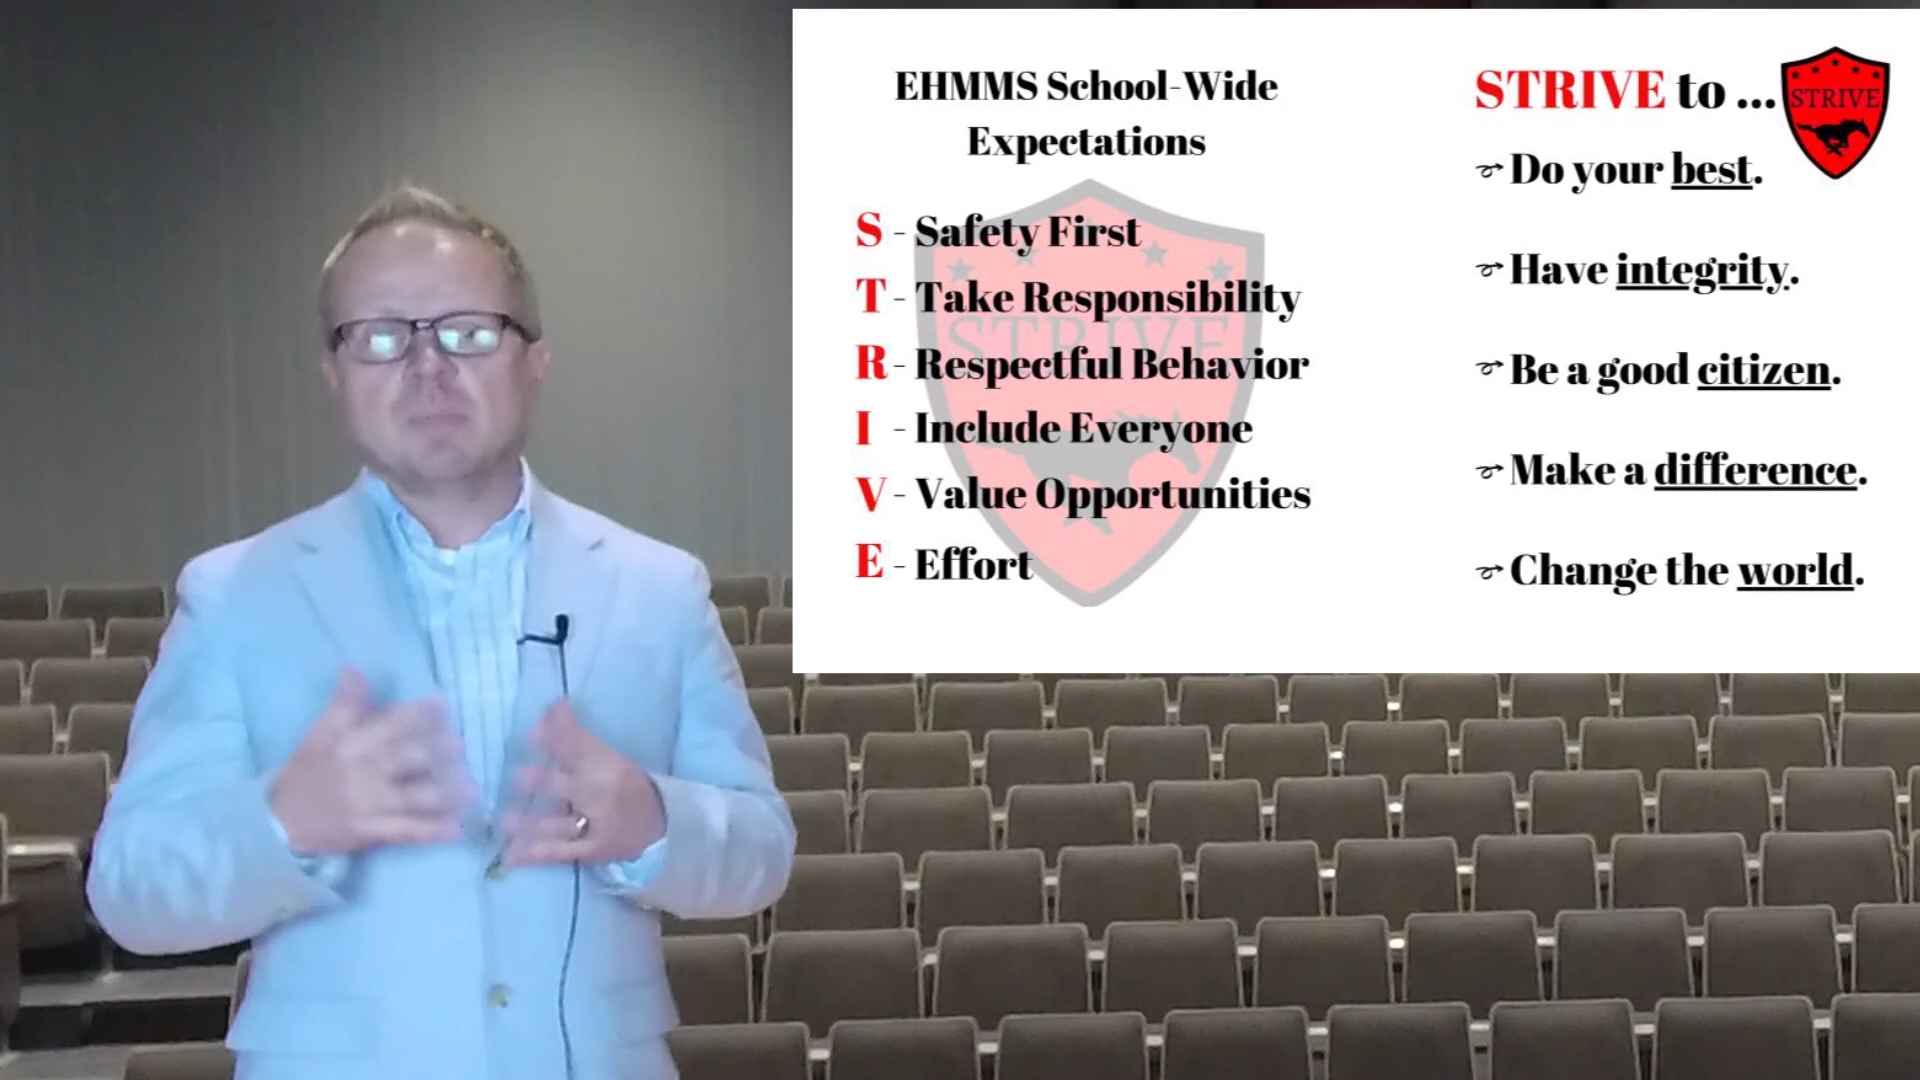 EHMMS School-Wide
Expectations
S - Safety First
T - Take Responsibility
R - Respectful Behavior
I - Include Everyone
V - Value Opportunities
E - Effort
STRIVE
STRIVE to ...
STRIVE
Do your best.
Have integrity.
Be a good citizen.
Make a difference.
Change the world.